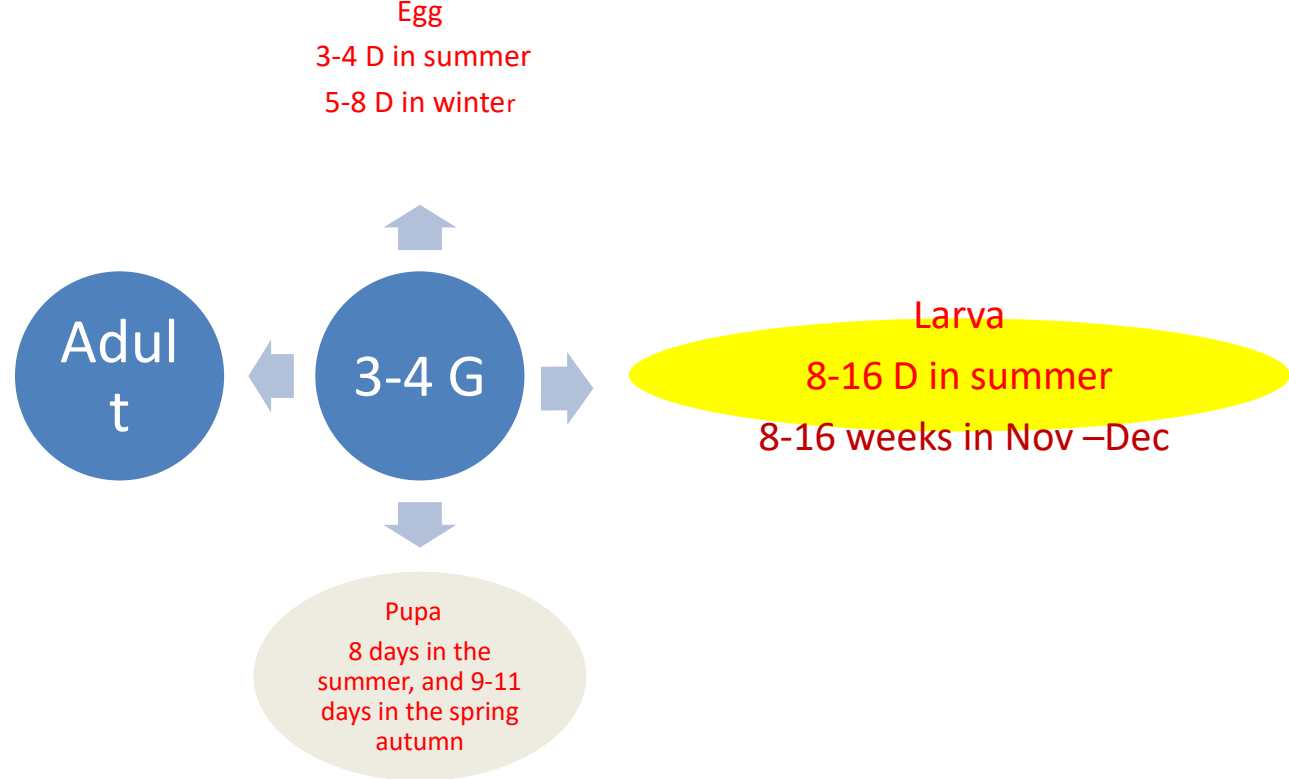 Egg
3-4 D in summer
5-8 D in winter
Adul
t
3-4 G
Larva
8-16 D in summer
8-16 weeks in Nov –Dec
Pupa
8 days in the
summer, and 9-11
days in the spring
autumn